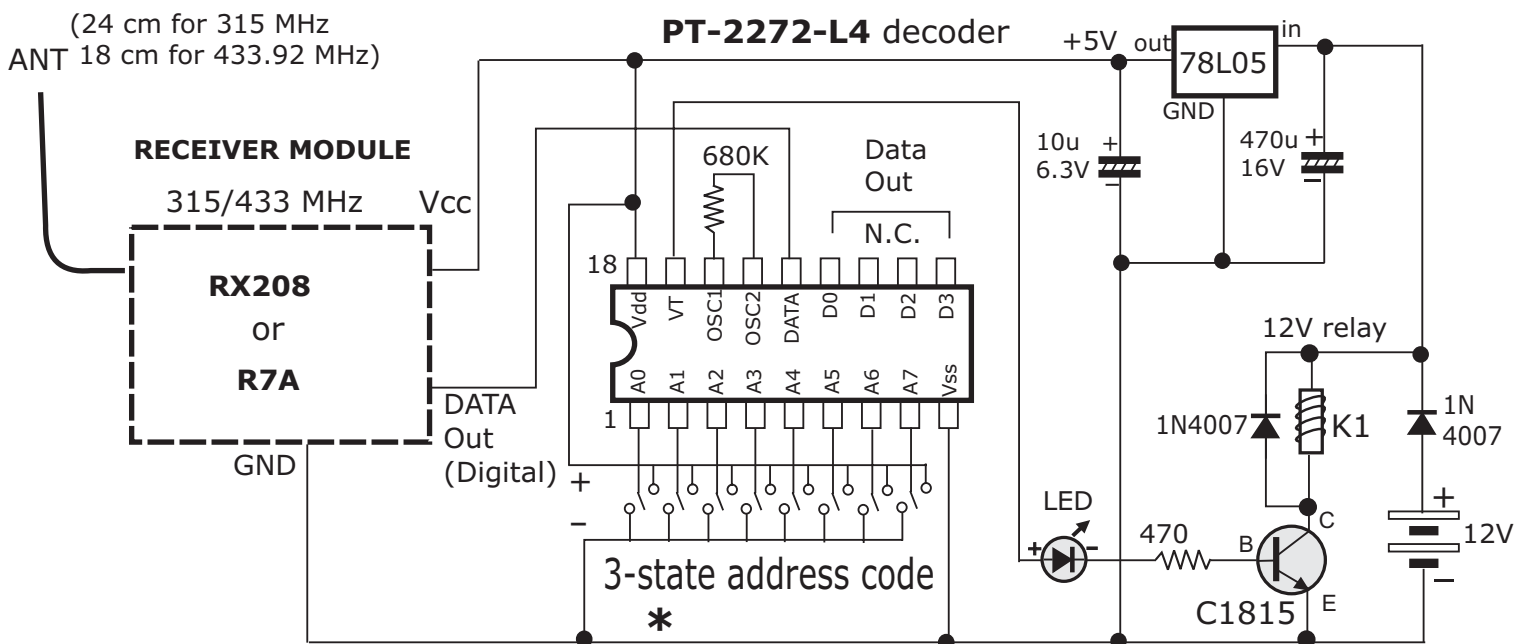 (24 cm for 315 MHz
ANT 18 cm for 433.92 MHz)
PT-2272-L4 decoder
+5V
out
in
78L05
GND
RECEIVER MODULE
315/433 MHz
Vcc
RX208
or
R7A
DATA
Out
(Digital)
GND
680K
Data
Out
N.C.
10u
6.3V
+
-
470u
16V
+
-
18
Vdd
VT
OSC1
OSC2
DATA
D0
D1
D2
D3
A0
A1
A2
A3
A4
A5
A6
A7
Vss
1
+
–
3-state address code
*
12V relay
1N4007
K1
1N
4007
LED
+
-
470
B
C
E
C1815
+
12V
–